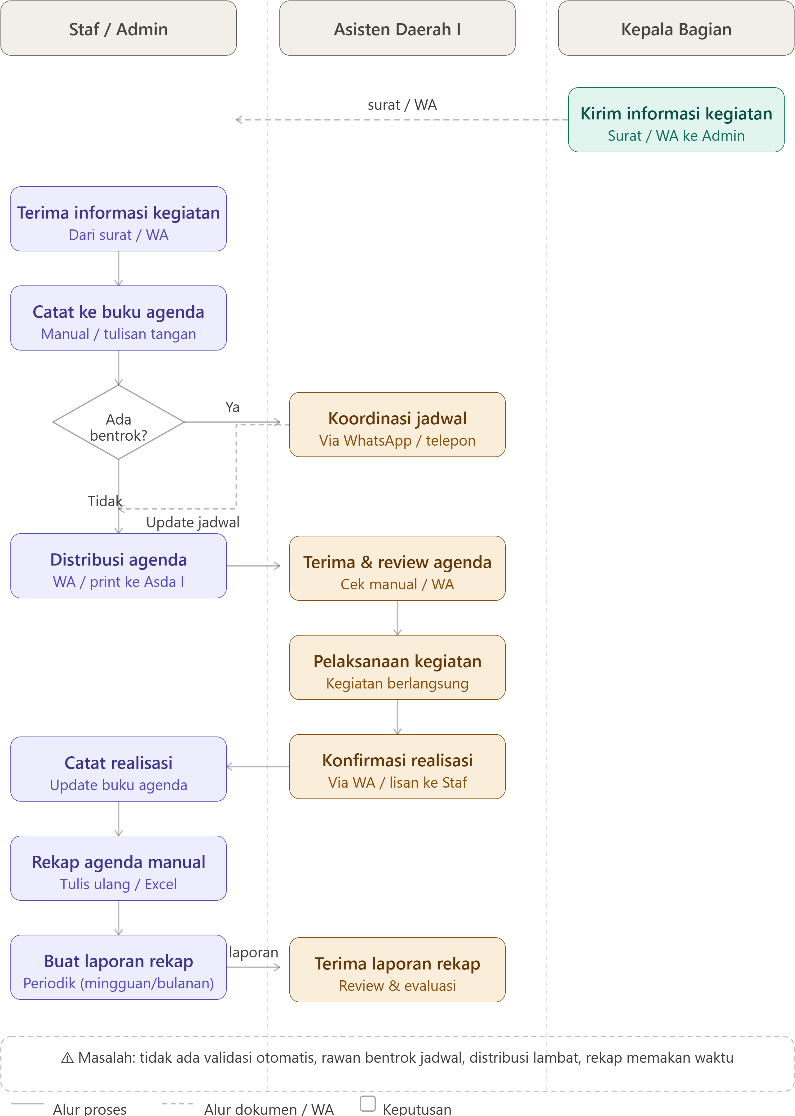 Staf / Admin
Asisten Daerah I
Kepala Bagian
surat / WA
Kirim informasi kegiatan
Surat / WA ke Admin
Terima informasi kegiatan
Dari surat / WA
Catat ke buku agenda
Manual / tulisan tangan
Ada
bentrok?
Ya
Koordinasi jadwal
Via WhatsApp / telepon
Tidak
Update jadwal
Distribusi agenda
WA / print ke Asda I
Terima & review agenda
Cek manual / WA
Pelaksanaan kegiatan
Kegiatan berlangsung
Catat realisasi
Update buku agenda
Konfirmasi realisasi
Via WA / lisan ke Staf
Rekap agenda manual
Tulis ulang / Excel
Buat laporan rekap
Periodik (mingguan/bulanan)
laporan
Terima laporan rekap
Review & evaluasi
⚠ Masalah: tidak ada validasi otomatis, rawan bentrok jadwal, distribusi lambat, rekap memakan waktu
Alur proses
Alur dokumen / WA
Keputusan